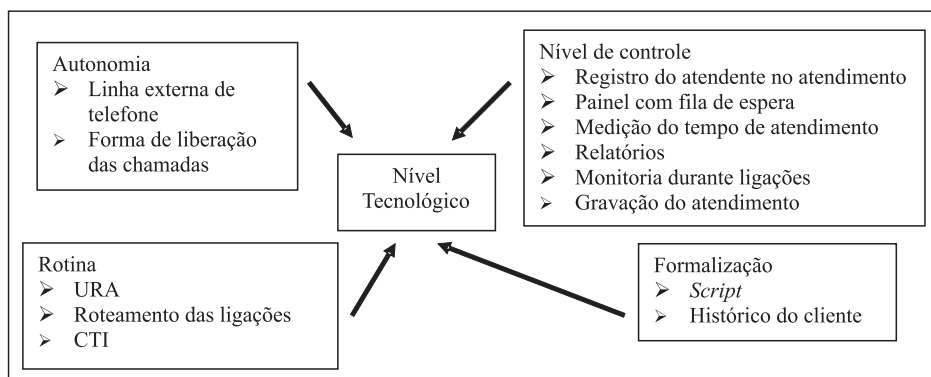 Autonomia
➢ Linha externa de
telefone
➢ Forma de liberação
das chamadas
Nível de controle
➢ Registro do atendente no atendimento
➢ Painel com fila de espera
➢ Medição do tempo de atendimento
➢ Relatórios
➢ Monitoria durante ligações
➢ Gravação do atendimento
Nível
Tecnológico
Rotina
➢ URA
➢ Roteamento das ligações
➢ CTI
Formalização
➢ Script
➢ Histórico do cliente